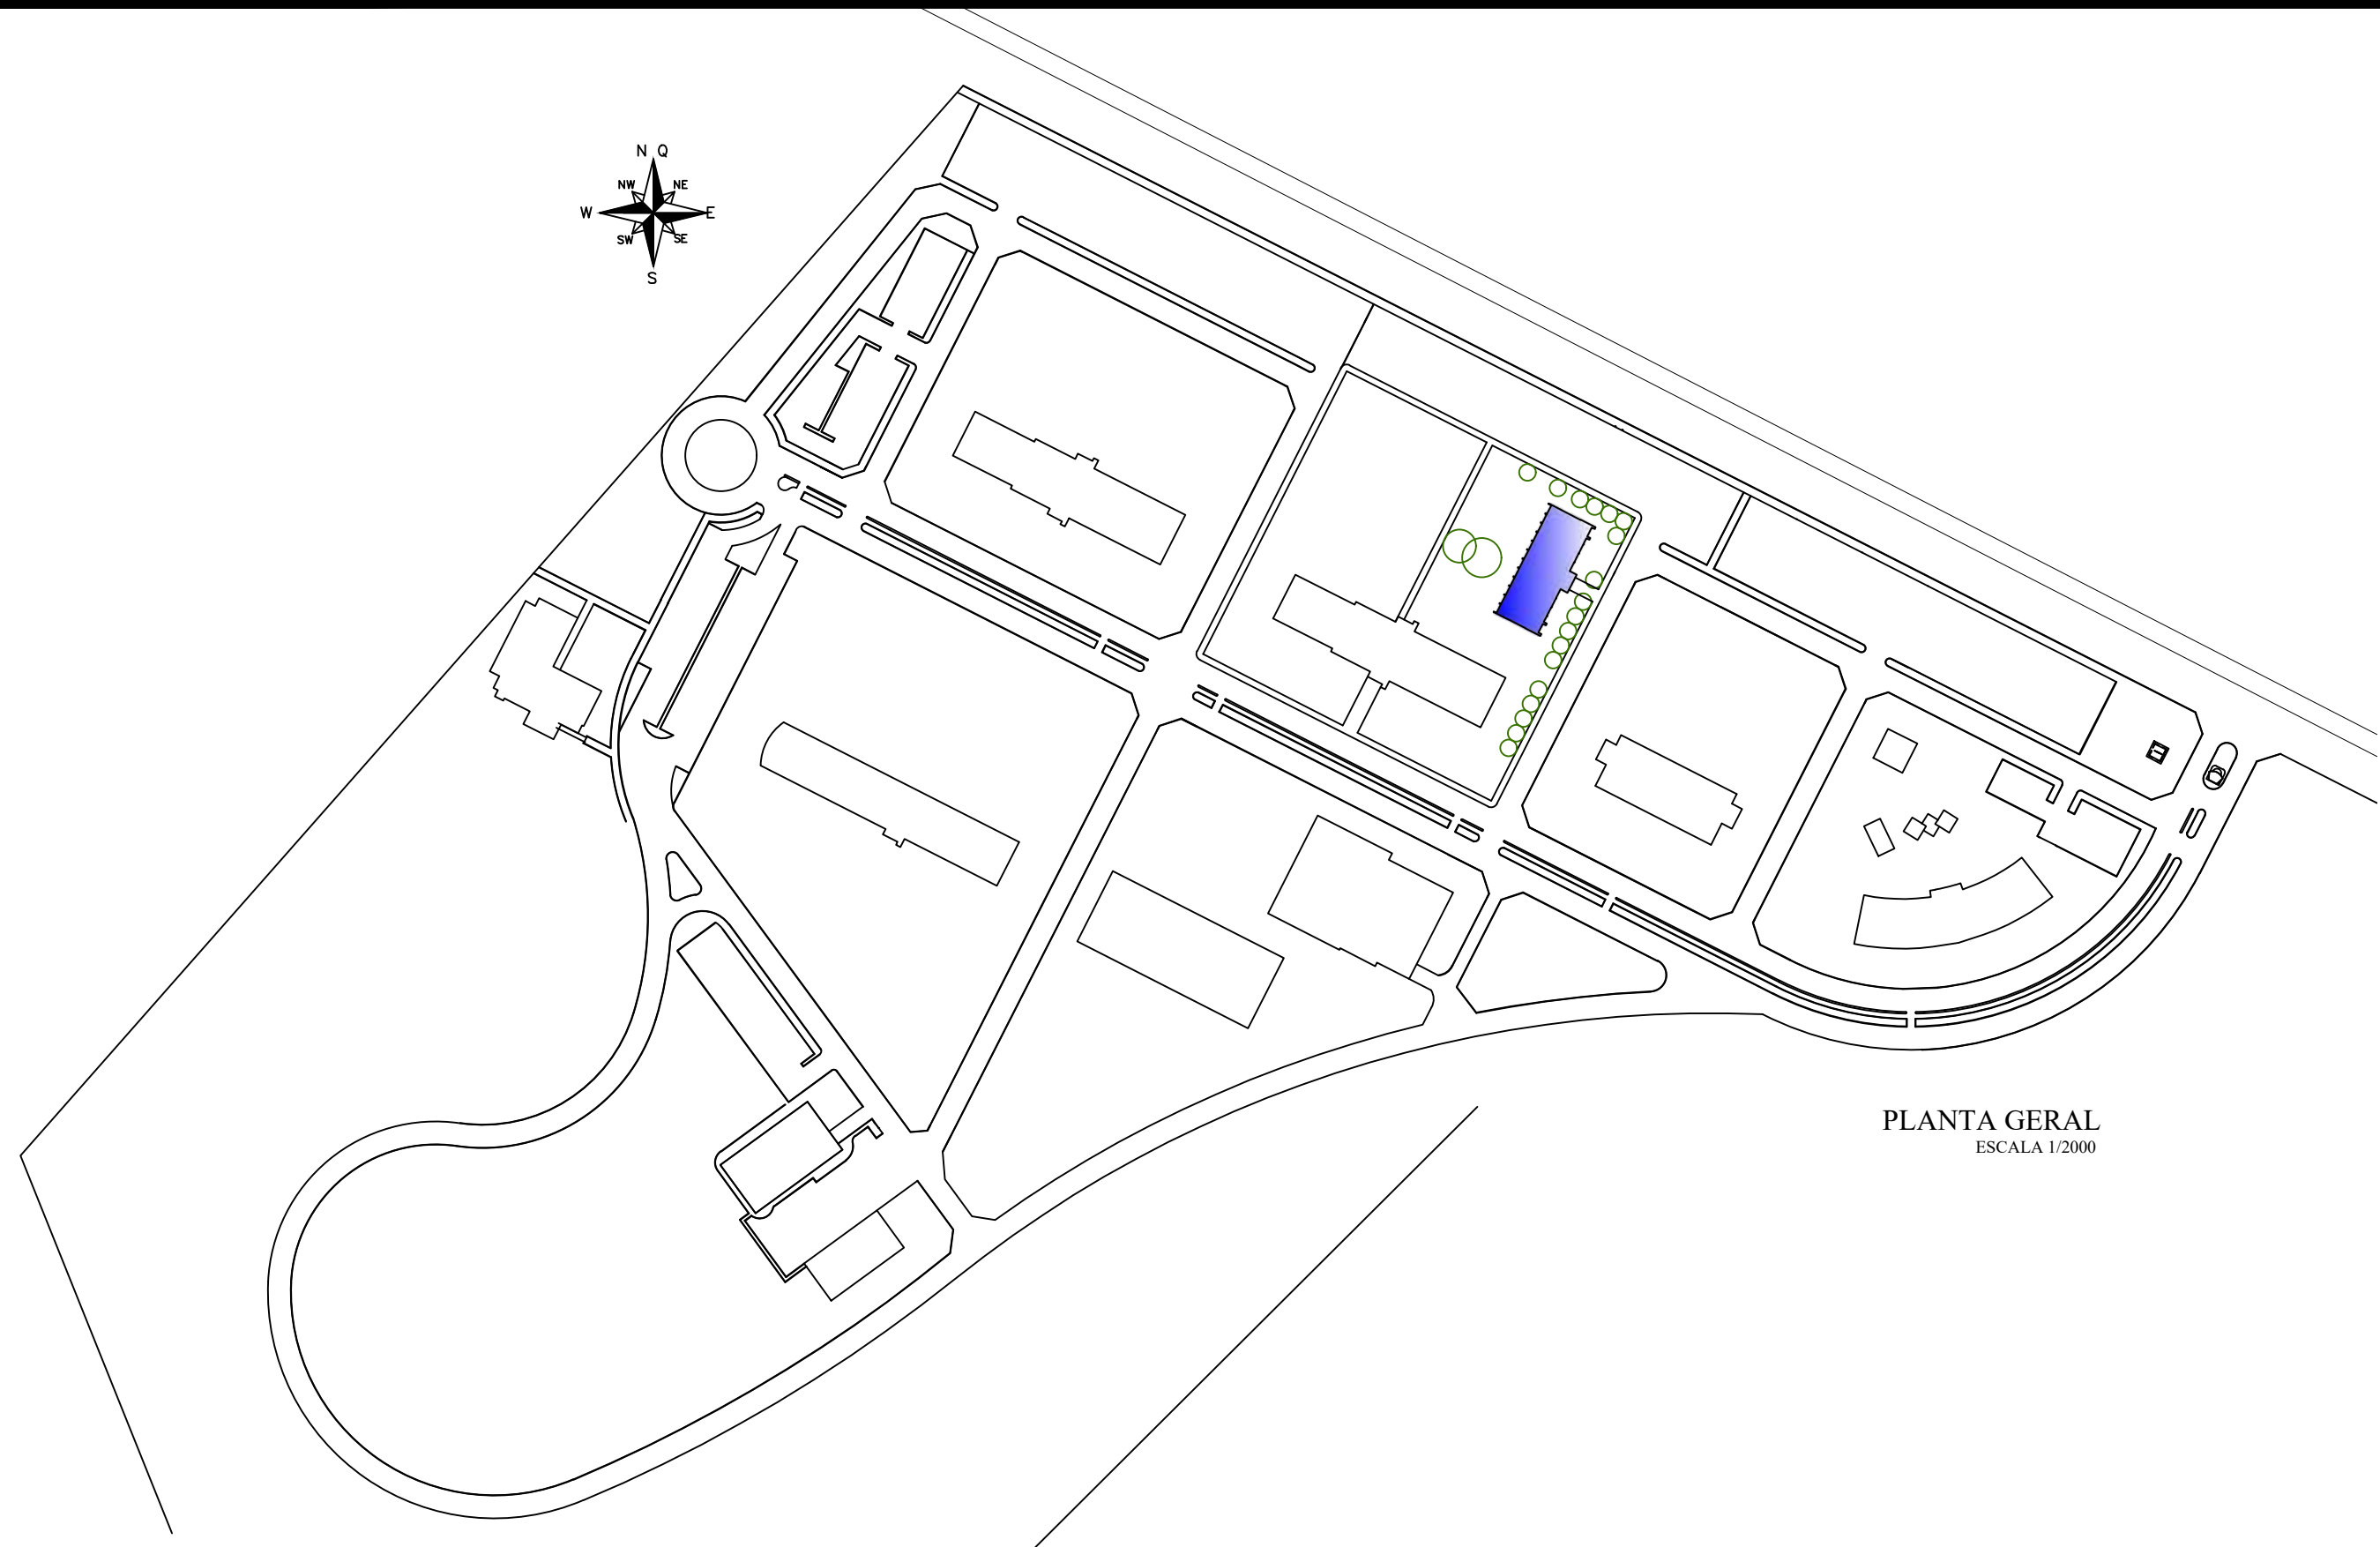 N Q
NW NE
W E
SW SE
S
PLANTA GERAL
ESCALA 1/2000